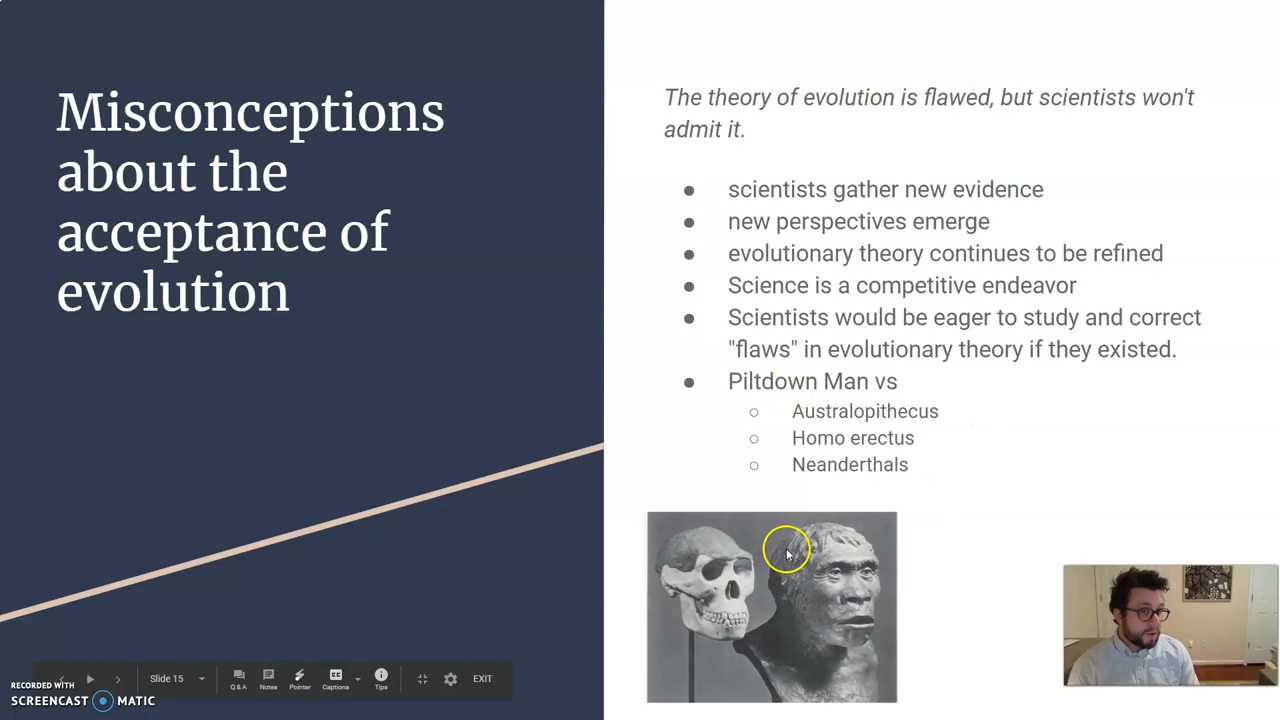 Misconceptions
about the
acceptance of
evolution
The theory of evolution is flawed, but scientists won't
admit it.
● scientists gather new evidence
● new perspectives emerge
● evolutionary theory continues to be refined
● Science is a competitive endeavor
● Scientists would be eager to study and correct
"flaws" in evolutionary theory if they existed.
● Piltdown Man vs
○ Australopithecus
○ Homo erectus
○ Neanderthals
Slide 15
Q & A
Notes
Pointer
Captions
Tips
EXIT
RECORDED WITH
SCREENCAST MATIC